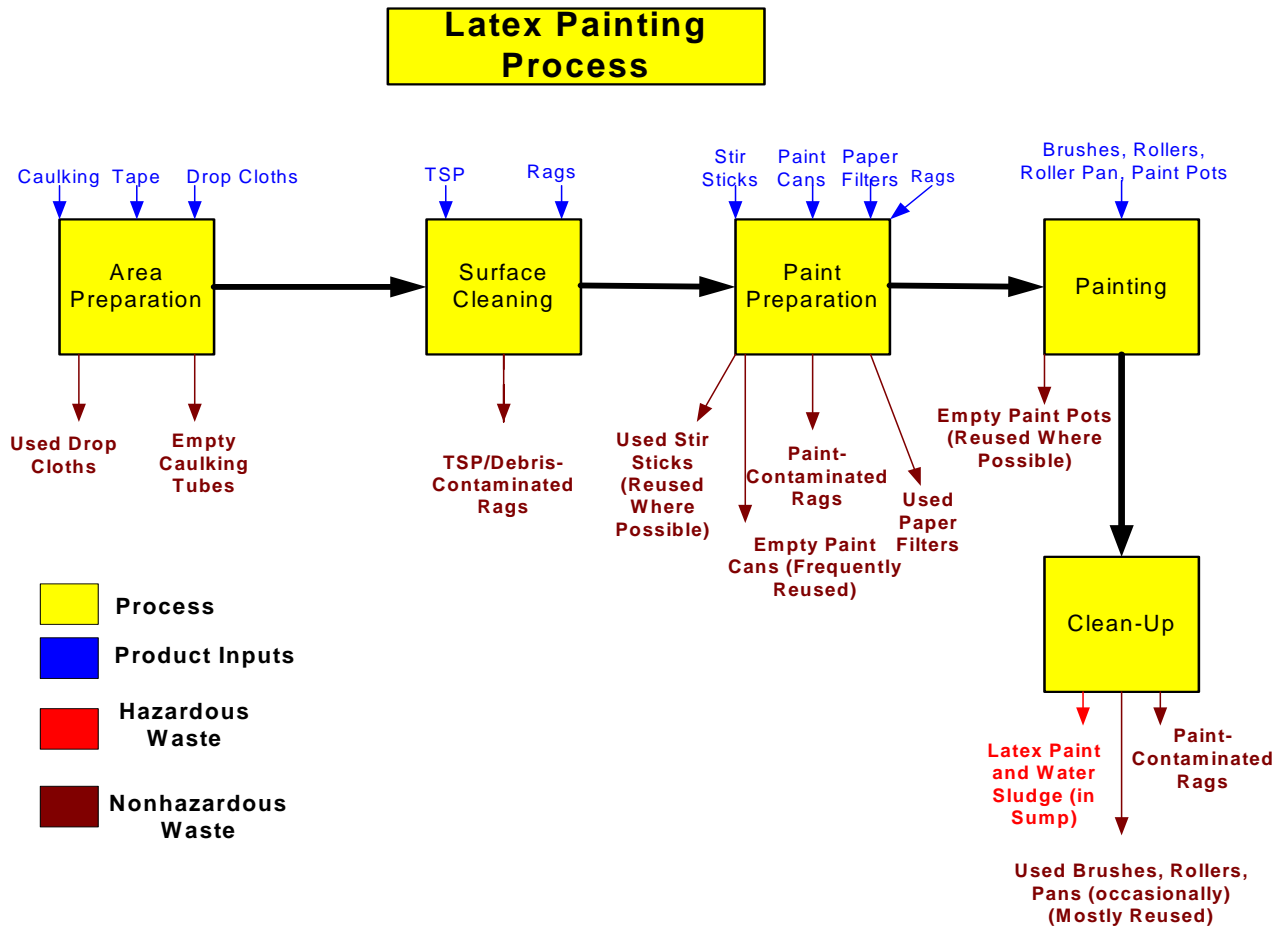 Latex Painting
Process
Caulking
Tape
Drop Cloths
TSP
Rags
Stir
Sticks
Paint
Cans
Paper
Filters
Rags
Brushes, Rollers,
Roller Pan, Paint Pots
Area
Preparation
Surface
Cleaning
Paint
Preparation
Painting
Used Drop
Cloths
Empty
Caulking
Tubes
TSP/Debris-
Contaminated
Rags
Used Stir
Sticks
(Reused
Where
Possible)
Empty Paint
Cans (Frequently
Reused)
Paint-
Contaminated
Rags
Used
Paper
Filters
Empty Paint Pots
(Reused Where
Possible)
Clean-Up
Latex Paint
and Water
Sludge (in
Sump)
Paint-
Contaminated
Rags
Used Brushes, Rollers,
Pans (occasionally)
(Mostly Reused)
Process
Product Inputs
Hazardous
Waste
Nonhazardous
Waste